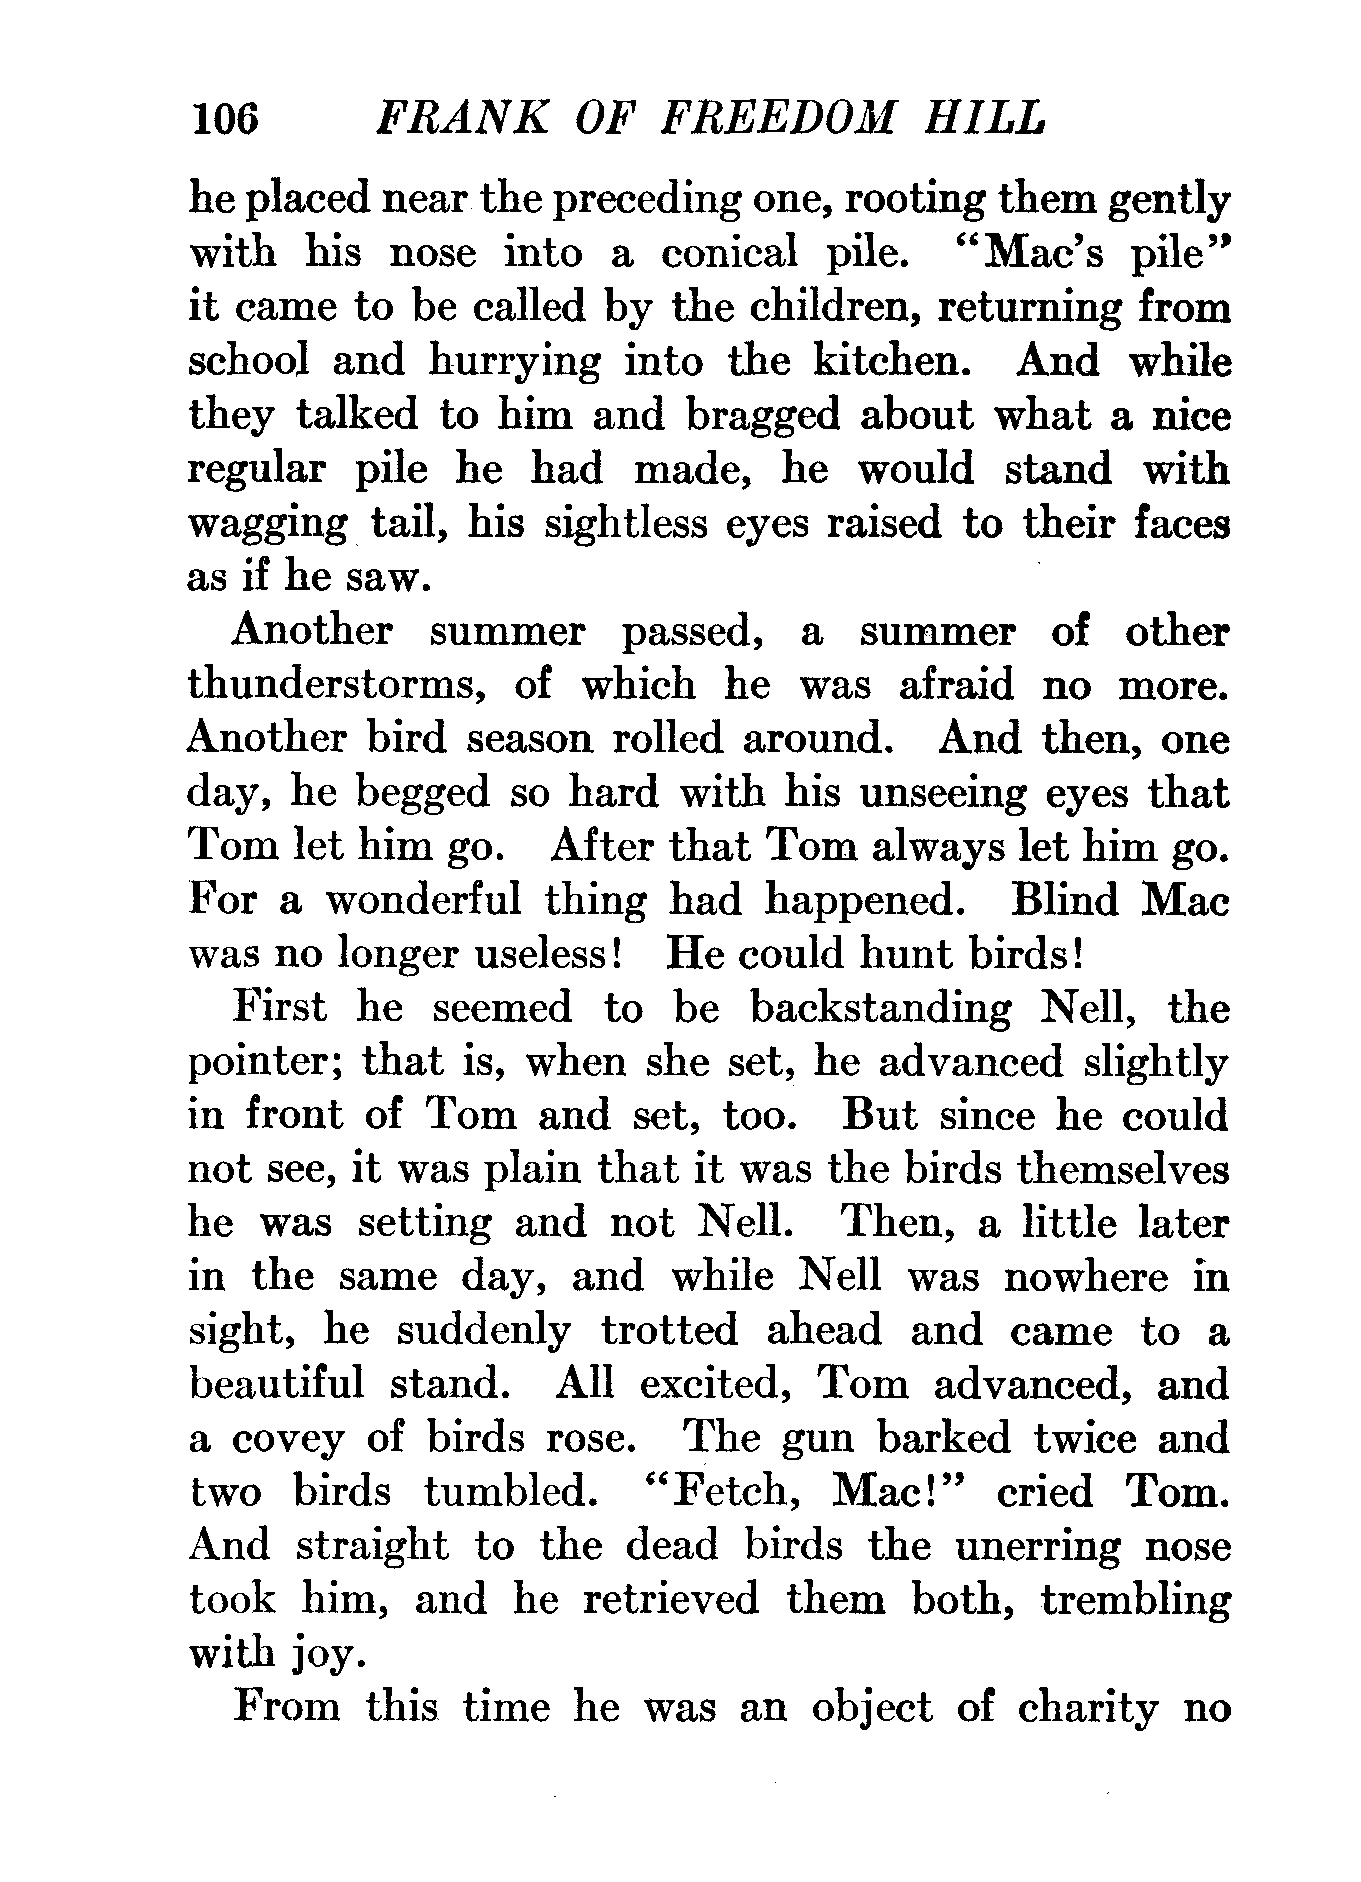 106 FRANK OF FREEDOM HILL
he placed near the preceding one, rooting them gently
with his nose into a conical pile. “Mac’s pile”
it came to be called by the children, returning from
school and hurrying into the kitchen. And while
they talked to him and bragged about what a nice
regular pile he had made, he would stand with
wagging tail, his sightless eyes raised to their faces
as if he saw.
Another summer passed, a summer of other
thunderstorms, of which he was afraid no more.
Another bird season rolled around. And then, one
day, he begged so hard with his unseeing eyes that
Tom let him go. After that Tom always let him go.
For a wonderful thing had happened. Blind Mac
was no longer useless! He could hunt birds!
First he seemed to be backstanding Nell, the
pointer; that is, when she set, he advanced slightly
in front of Tom and set, too. But since he could
not see, it was plain that it was the birds themselves
he was setting and not Nell. Then, a little later
in the same day, and while Nell was nowhere in
sight, he suddenly trotted ahead and came to a
beautiful stand. All excited, Tom advanced, and
a covey of birds rose. The gun barked twice and
two birds tumbled. “Fetch, Mac!” cried Tom.
And straight to the dead birds the unerring nose
took him, and he retrieved them both, trembling
with joy.
From this time he was an object of charity no